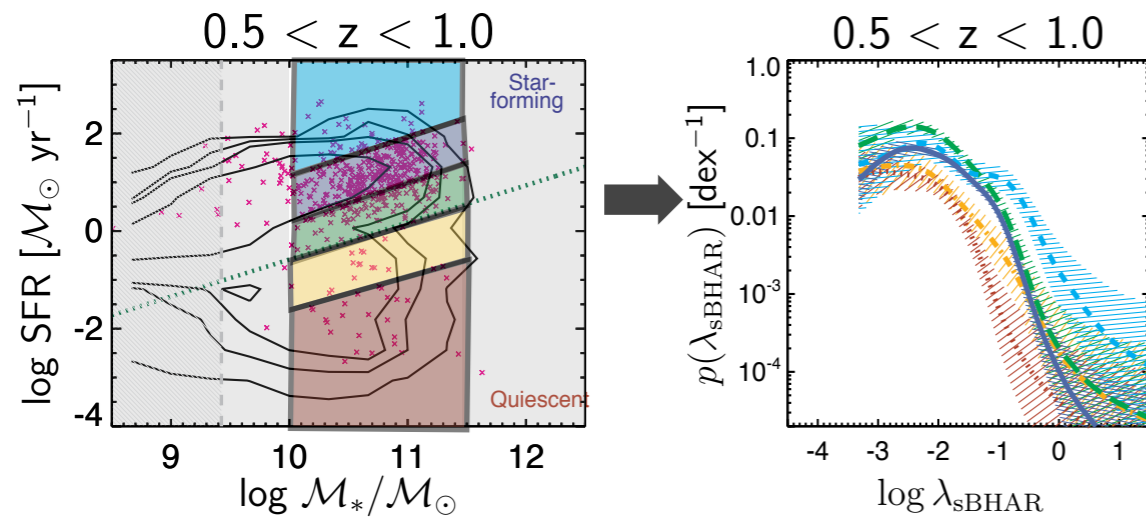 0.5 < z < 1.0
log SFR [ℳ⊙ yr⁻¹]
2
0
-2
-4
Star-
forming
Quiescent
9 10 11 12
log ℳ*/ℳ⊙
0.5 < z < 1.0
p(λsBHAR) [dex⁻¹]
1.0
0.1
0.01
10⁻³
10⁻⁴
-4 -3 -2 -1 0 1
log λsBHAR